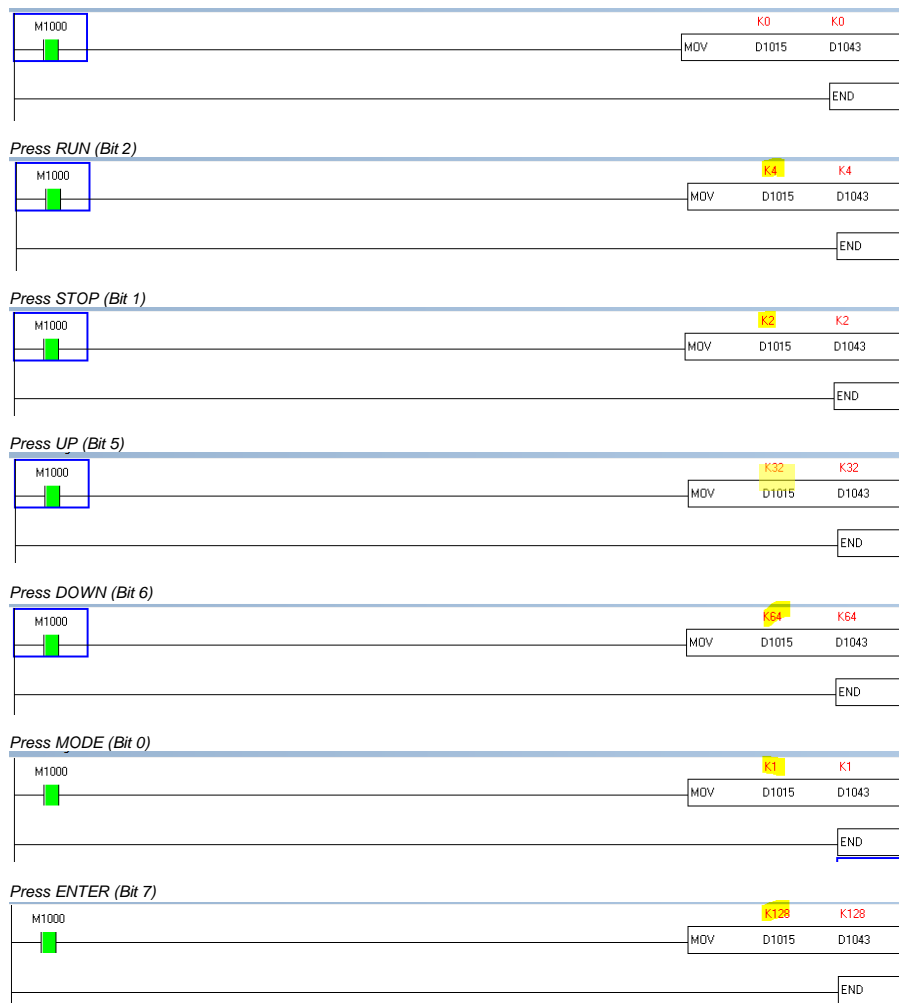 M1000 K0 K0
MOV D1015 D1043
END
Press RUN (Bit 2)
M1000 K4 K4
MOV D1015 D1043
END
Press STOP (Bit 1)
M1000 K2 K2
MOV D1015 D1043
END
Press UP (Bit 5)
M1000 K32 K32
MOV D1015 D1043
END
Press DOWN (Bit 6)
M1000 K64 K64
MOV D1015 D1043
END
Press MODE (Bit 0)
M1000 K1 K1
MOV D1015 D1043
END
Press ENTER (Bit 7)
M1000 K128 K128
MOV D1015 D1043
END